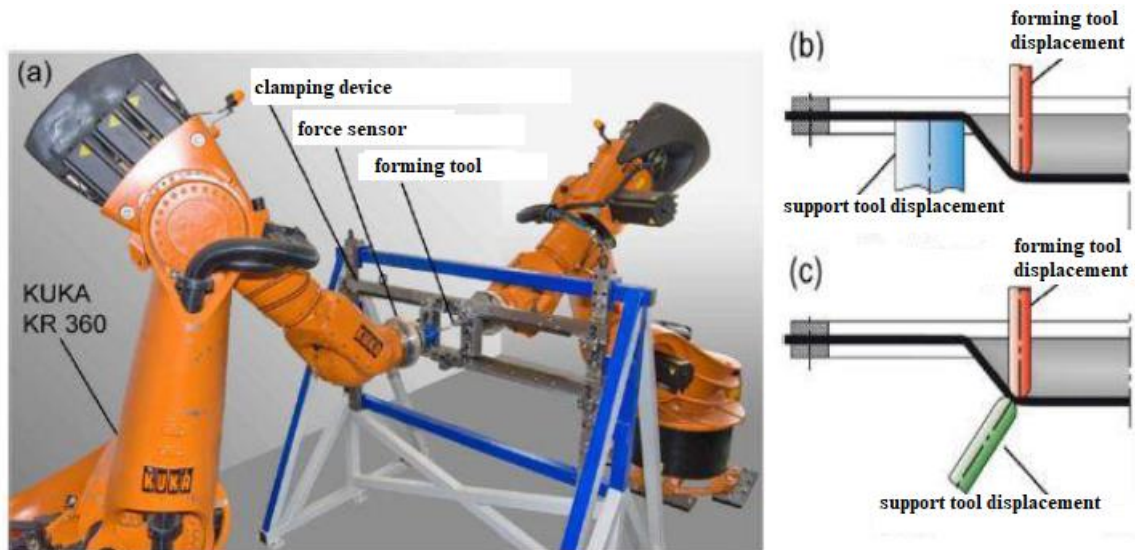 (a)
clamping device
force sensor
forming tool
KUKA
KR 360
KUKA
KUKA
(b)
forming tool
displacement
support tool displacement
(c)
forming tool
displacement
support tool displacement